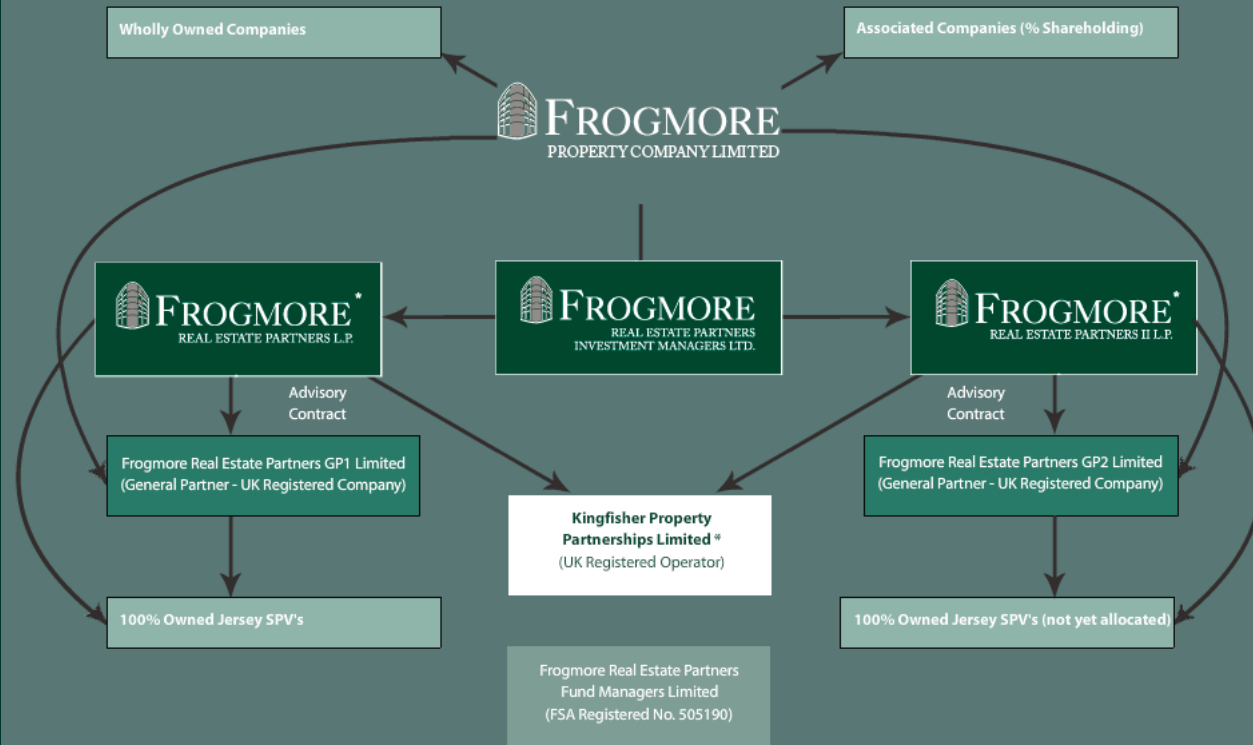 Wholly Owned Companies
Associated Companies (% Shareholding)
FROGMORE
PROPERTY COMPANY LIMITED
FROGMORE*
REAL ESTATE PARTNERS L.P.
FROGMORE
REAL ESTATE PARTNERS
INVESTMENT MANAGERS LTD.
FROGMORE*
REAL ESTATE PARTNERS II L.P.
Advisory
Contract
Advisory
Contract
Frogmore Real Estate Partners GP1 Limited
(General Partner - UK Registered Company)
Frogmore Real Estate Partners GP2 Limited
(General Partner - UK Registered Company)
Kingfisher Property
Partnerships Limited *
(UK Registered Operator)
100% Owned Jersey SPV's
100% Owned Jersey SPV's (not yet allocated)
Frogmore Real Estate Partners
Fund Managers Limited
(FSA Registered No. 505190)